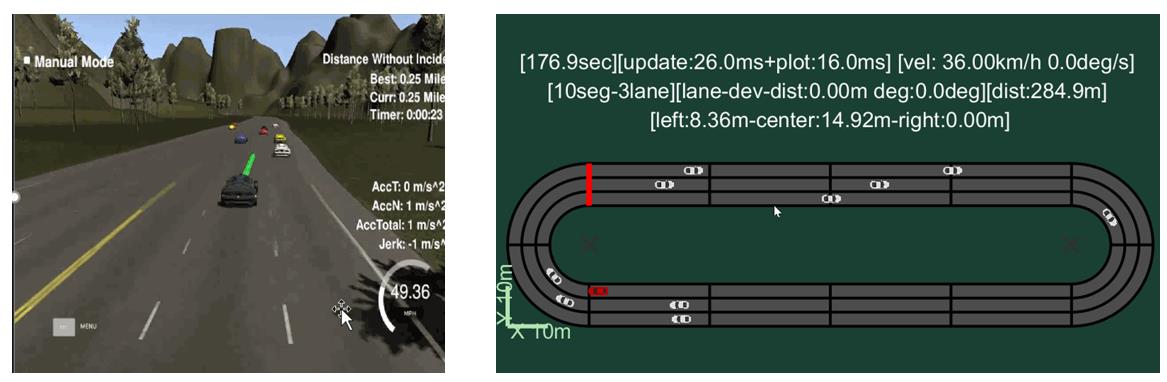 Manual Mode
Distance Without Incide
Best: 0.25 Mile
Curr: 0.25 Mile
Timer: 0:00:23
AccT: 0 m/s^2
AccN: 1 m/s^2
AccTotal: 1 m/s^2
Jerk: -1 m/s^
49.36
MPH
MENU
[176.9sec][update:26.0ms+plot:16.0ms] [vel: 36.00km/h 0.0deg/s]
[10seg-3lane][lane-dev-dist:0.00m deg:0.0deg][dist:284.9m]
[left:8.36m-center:14.92m-right:0.00m]
Y 10m
X 10m